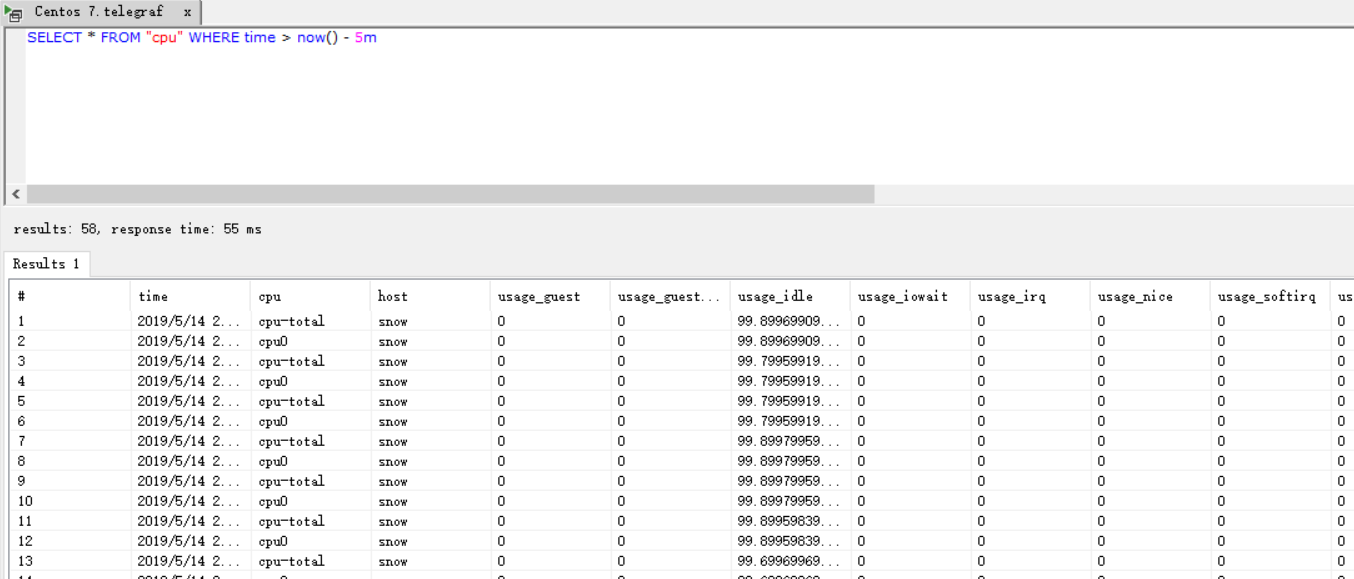 Centos 7.telegraf x
SELECT * FROM "cpu" WHERE time > now() - 5m
results: 58, response time: 55 ms
Results 1
# time cpu host usage_guest usage_guest... usage_idle usage_iowait usage_irq usage_nice usage_softirq us
1 2019/5/14 2... cpu-total snow 0 0 99.89969909... 0 0 0 0 0
2 2019/5/14 2... cpu0 snow 0 0 99.89969909... 0 0 0 0 0
3 2019/5/14 2... cpu-total snow 0 0 99.79959919... 0 0 0 0 0
4 2019/5/14 2... cpu0 snow 0 0 99.79959919... 0 0 0 0 0
5 2019/5/14 2... cpu-total snow 0 0 99.79959919... 0 0 0 0 0
6 2019/5/14 2... cpu0 snow 0 0 99.79959919... 0 0 0 0 0
7 2019/5/14 2... cpu-total snow 0 0 99.89979959... 0 0 0 0 0
8 2019/5/14 2... cpu0 snow 0 0 99.89979959... 0 0 0 0 0
9 2019/5/14 2... cpu-total snow 0 0 99.89979959... 0 0 0 0 0
10 2019/5/14 2... cpu0 snow 0 0 99.89979959... 0 0 0 0 0
11 2019/5/14 2... cpu-total snow 0 0 99.89959839... 0 0 0 0 0
12 2019/5/14 2... cpu0 snow 0 0 99.89959839... 0 0 0 0 0
13 2019/5/14 2... cpu-total snow 0 0 99.69969969... 0 0 0 0 0